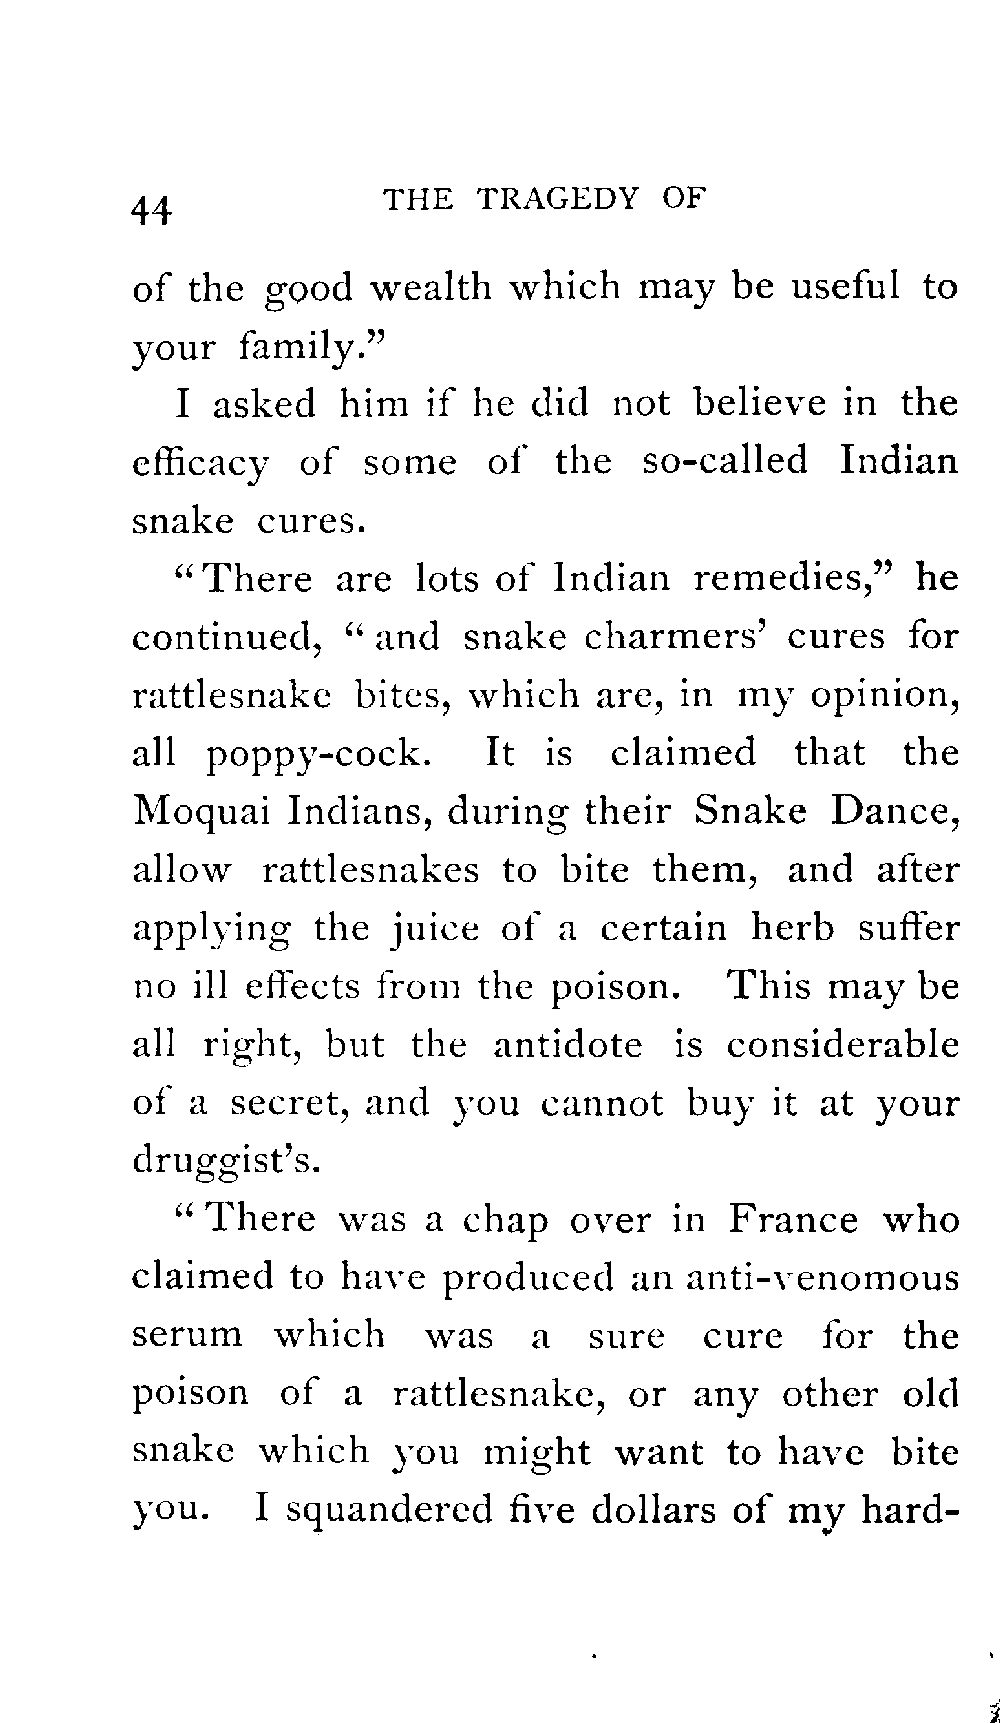 44 THE TRAGEDY OF
of the good wealth which may be useful to
your family.”
I asked him if he did not believe in the
efficacy of some of the so-called Indian
snake cures.
“There are lots of Indian remedies,” he
continued, “and snake charmers’ cures for
rattlesnake bites, which are, in my opinion,
all poppy-cock. It is claimed that the
Moquai Indians, during their Snake Dance,
allow rattlesnakes to bite them, and after
applying the juice of a certain herb suffer
no ill effects from the poison. This may be
all right, but the antidote is considerable
of a secret, and you cannot buy it at your
druggist’s.
“There was a chap over in France who
claimed to have produced an anti-venomous
serum which was a sure cure for the
poison of a rattlesnake, or any other old
snake which you might want to have bite
you. I squandered five dollars of my hard-